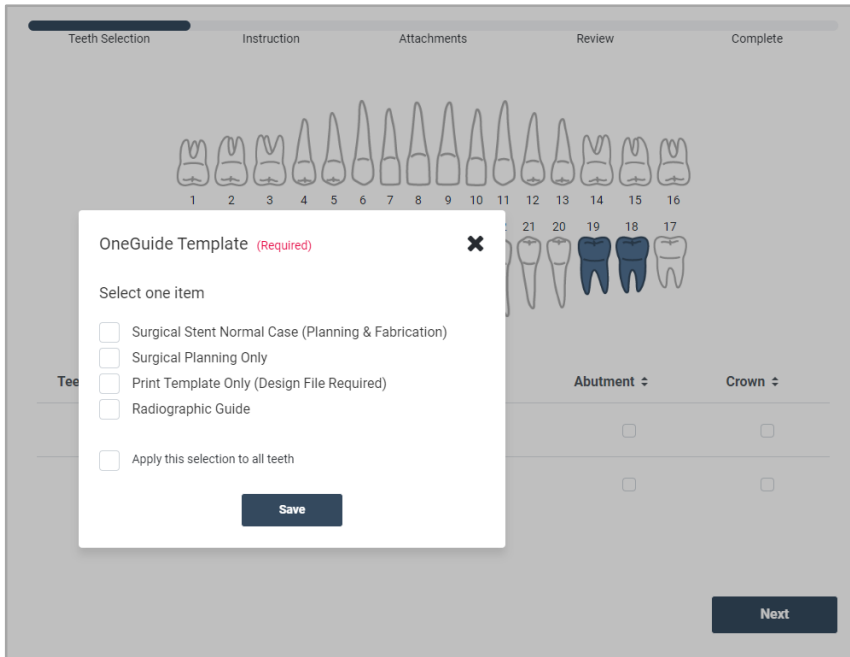 Teeth Selection Instruction Attachments Review Complete
1 2 3 4 5 6 7 8 9 10 11 12 13 14 15 16
21 20 19 18 17
OneGuide Template (Required)
Select one item
Surgical Stent Normal Case (Planning & Fabrication)
Surgical Planning Only
Print Template Only (Design File Required)
Radiographic Guide
Apply this selection to all teeth
Save
Abutment Crown
Next